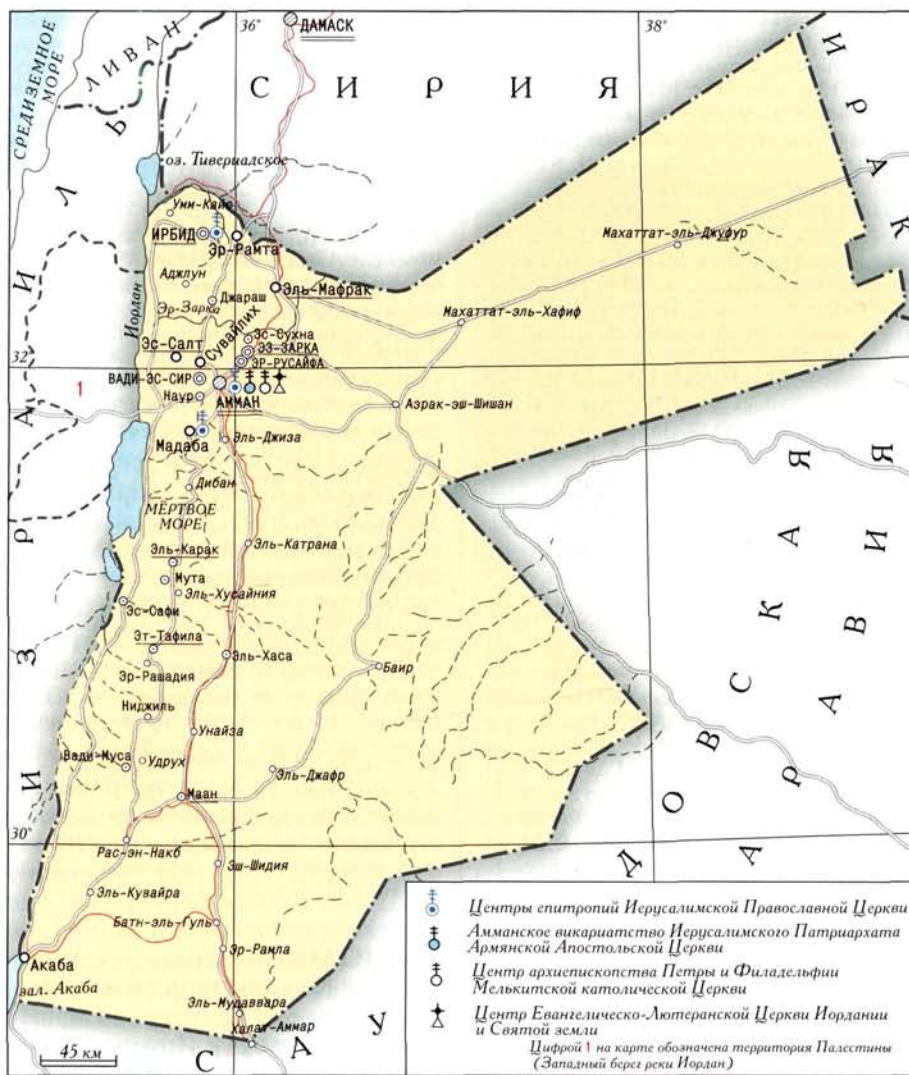 36°
38°
ДАМАСК
СРЕДИЗЕМНОЕ
МОРЕ
ЛИВАН
СИРИЯ
ИРАК
оз. Тивериадское
Умм-Кайс
ИРБИД
Эр-Рамта
Аджлун
Джараш
Эль-Мафрак
Махаттат-эль-Джуфур
Иордан
Эр-Зарка
Махаттат-эль-Хафиф
Сувайлих
Эс-Сухна
Эс-Салт
ЭЗ-ЗАРКА
32°
ЭР-РУСАЙФА
1
ВАДИ-ЭС-СИР
Наур
АММАН
Азрак-эш-Шишан
Мадаба
Эль-Джиза
Дибан
МЁРТВОЕ
МОРЕ
Эль-Катрана
Эль-Карак
Мута
Эль-Хусайния
Эс-Сафи
Эт-Тафила
Эль-Хаса
Эр-Рашадия
Баир
Ниджиль
Унайза
Вади-Муса
Удрух
Эль-Джафр
Маан
30°
Рас-эн-Накб
Эш-Шидия
Эль-Кувайра
Батн-эль-Гуль
Эр-Рамла
Акаба
зал. Акаба
Эль-Мудаввара
Халат-Аммар
ИЗРАИЛЬ
САУДОВСКАЯ
АРАВИЯ
45 км
Центры епитропий Иерусалимской Православной Церкви
Амманское викариатство Иерусалимского Патриархата
Армянской Апостольской Церкви
Центр архиепископства Петры и Филадельфии
Мелькитской католической Церкви
Центр Евангелическо-Лютеранской Церкви Иордании
и Святой земли
Цифрой 1 на карте обозначена территория Палестины
(Западный берег реки Иордан)